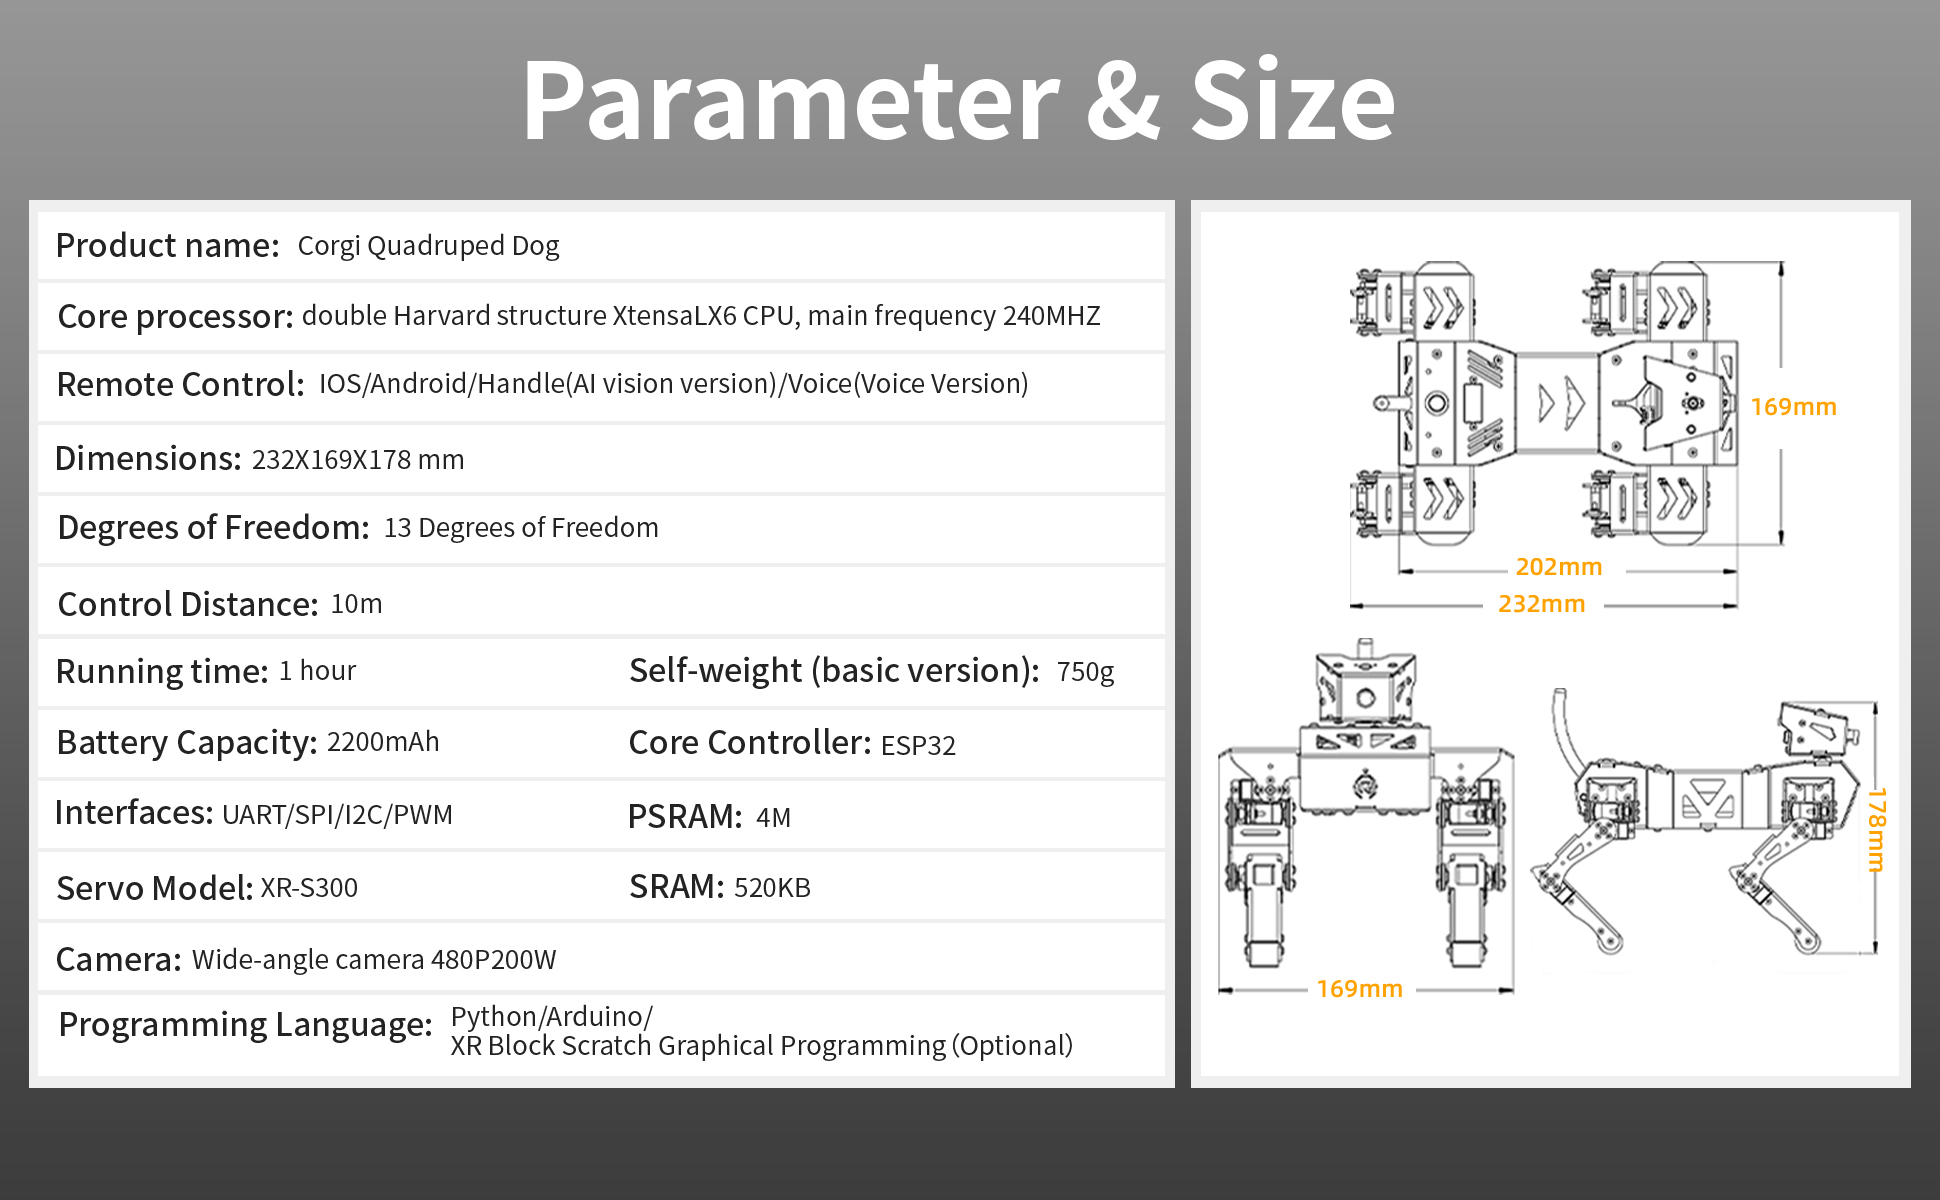 Parameter & Size
Product name: Corgi Quadruped Dog
Core processor: double Harvard structure XtensaLX6 CPU, main frequency 240MHZ
Remote Control: IOS/Android/Handle(AI vision version)/Voice(Voice Version)
Dimensions: 232X169X178 mm
Degrees of Freedom: 13 Degrees of Freedom
Control Distance: 10m
Running time: 1 hour
Self-weight (basic version): 750g
Battery Capacity: 2200mAh
Core Controller: ESP32
Interfaces: UART/SPI/I2C/PWM
PSRAM: 4M
Servo Model: XR-S300
SRAM: 520KB
Camera: Wide-angle camera 480P200W
Programming Language: Python/Arduino/
XR Block Scratch Graphical Programming（Optional）
169mm
202mm
232mm
178mm
169mm